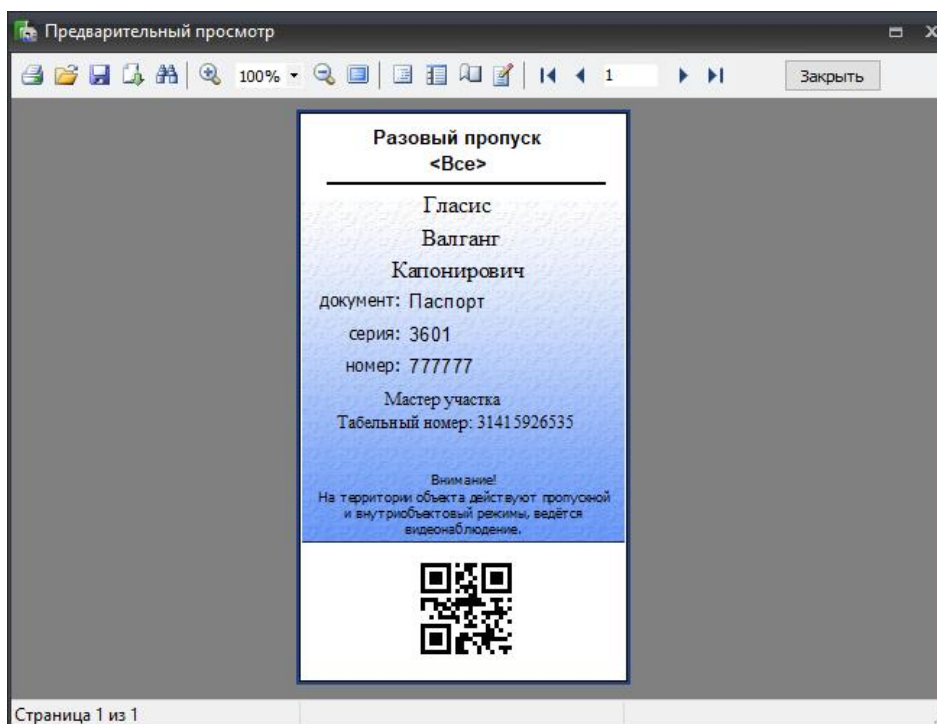 Предварительный просмотр
100%
1
Закрыть
Разовый пропуск
<Все>
Гласис
Валганг
Капонирович
документ: Паспорт
серия: 3601
номер: 777777
Мастер участка
Табельный номер: 31415926535
Внимание!
На территории объекта действуют пропускной
и внутриобъектовый режимы, ведётся
видеонаблюдение.
Страница 1 из 1